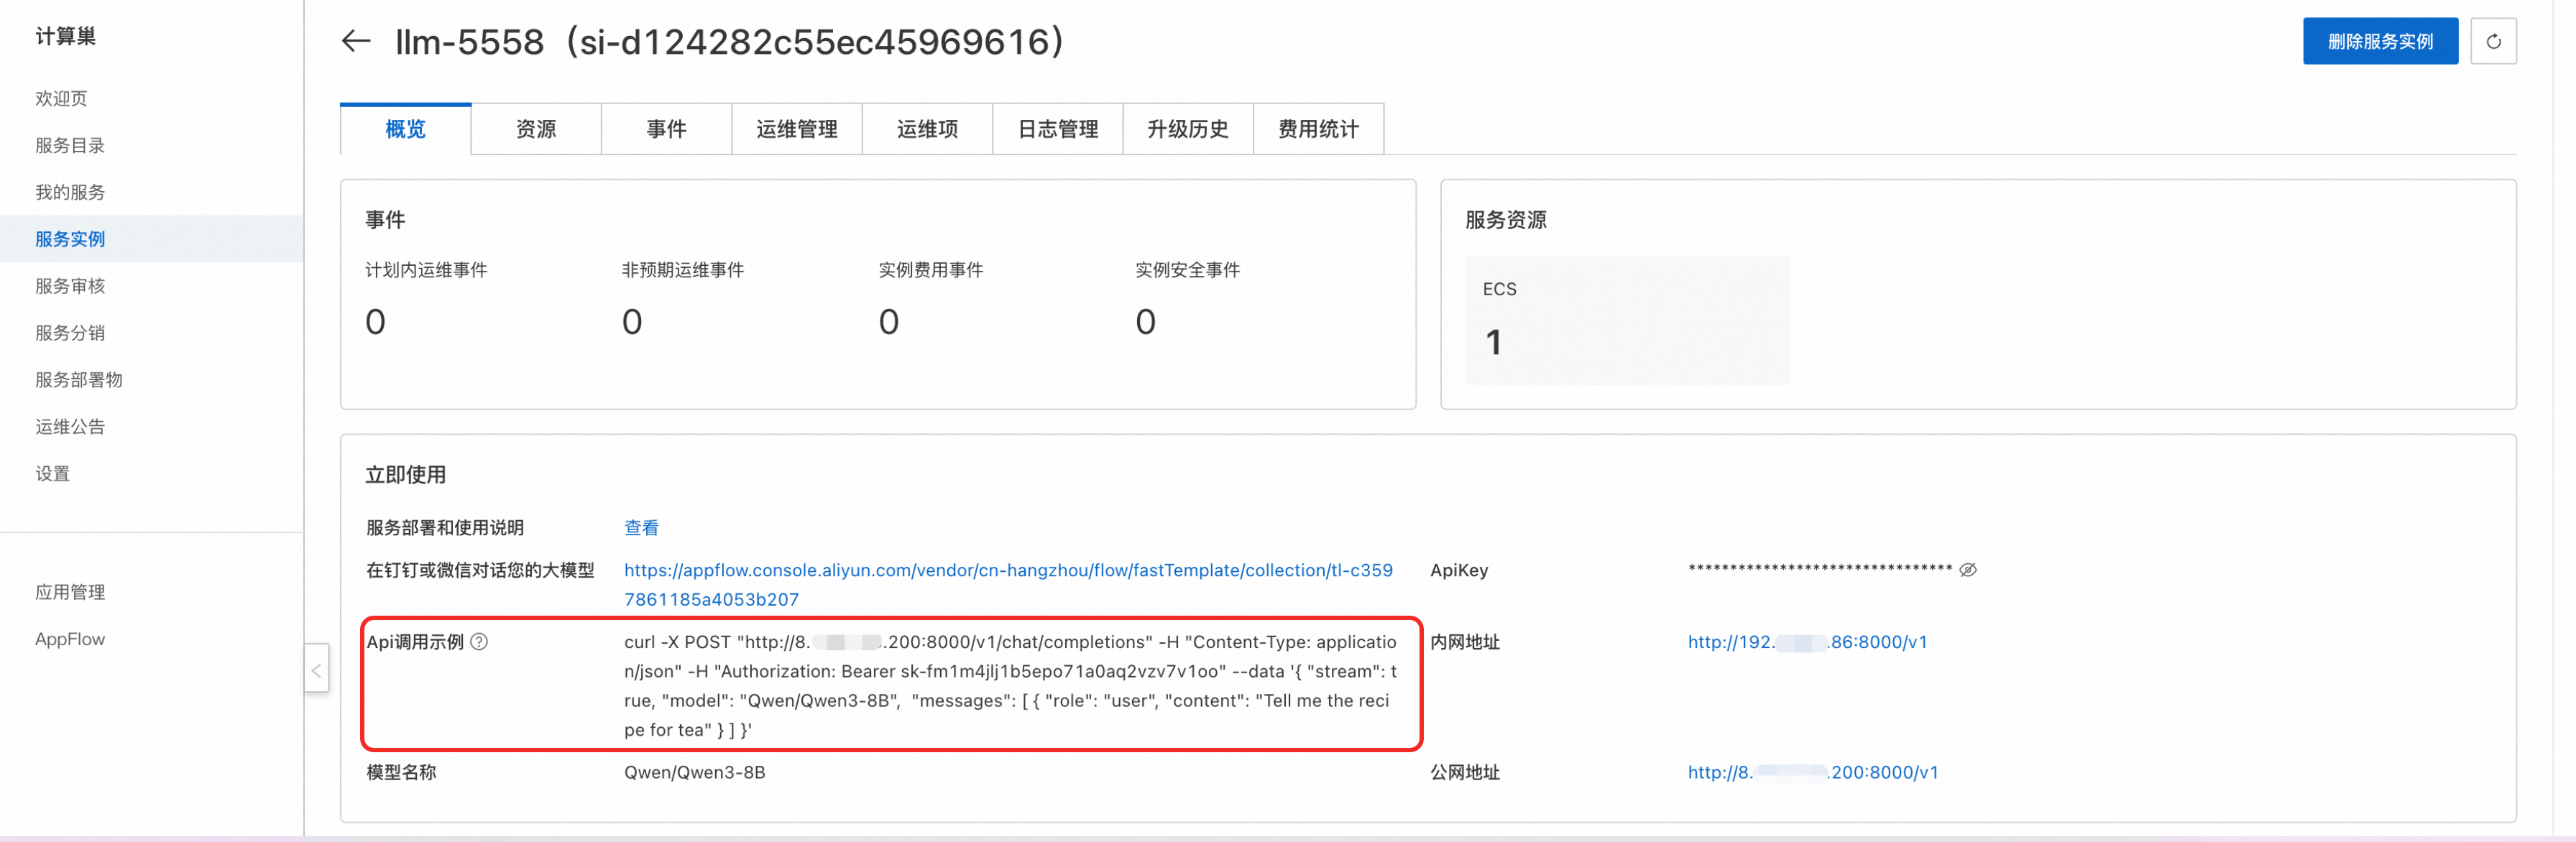 计算巢
欢迎页
服务目录
我的服务
服务实例
服务审核
服务分销
服务部署物
运维公告
设置
应用管理
AppFlow
llm-5558（si-d124282c55ec45969616）
删除服务实例
概览 资源 事件 运维管理 运维项 日志管理 升级历史 费用统计
事件
计划内运维事件 非预期运维事件 实例费用事件 实例安全事件
0 0 0 0
服务资源
ECS
1
立即使用
服务部署和使用说明 查看
在钉钉或微信对话您的大模型 https://appflow.console.aliyun.com/vendor/cn-hangzhou/flow/fastTemplate/collection/tl-c359
7861185a4053b207
ApiKey ********************************
Api调用示例 curl -X POST "http://8. .200:8000/v1/chat/completions" -H "Content-Type: applicatio
n/json" -H "Authorization: Bearer sk-fm1m4jlj1b5epo71a0aq2vzv7v1oo" --data '{ "stream": t
rue, "model": "Qwen/Qwen3-8B", "messages": [ { "role": "user", "content": "Tell me the reci
pe for tea" } ] }'
内网地址 http://192. .86:8000/v1
模型名称 Qwen/Qwen3-8B
公网地址 http://8. .200:8000/v1